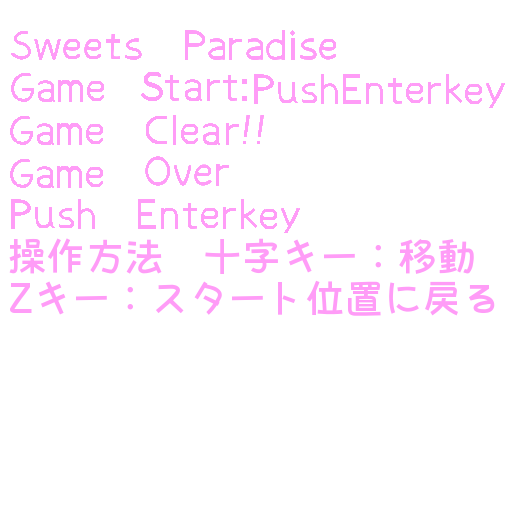 Sweets　Paradise
Game　Start:PushEnterkey
Game　Clear!!
Game　Over
Push　Enterkey
操作方法　十字キー：移動
Zキー：スタート位置に戻る